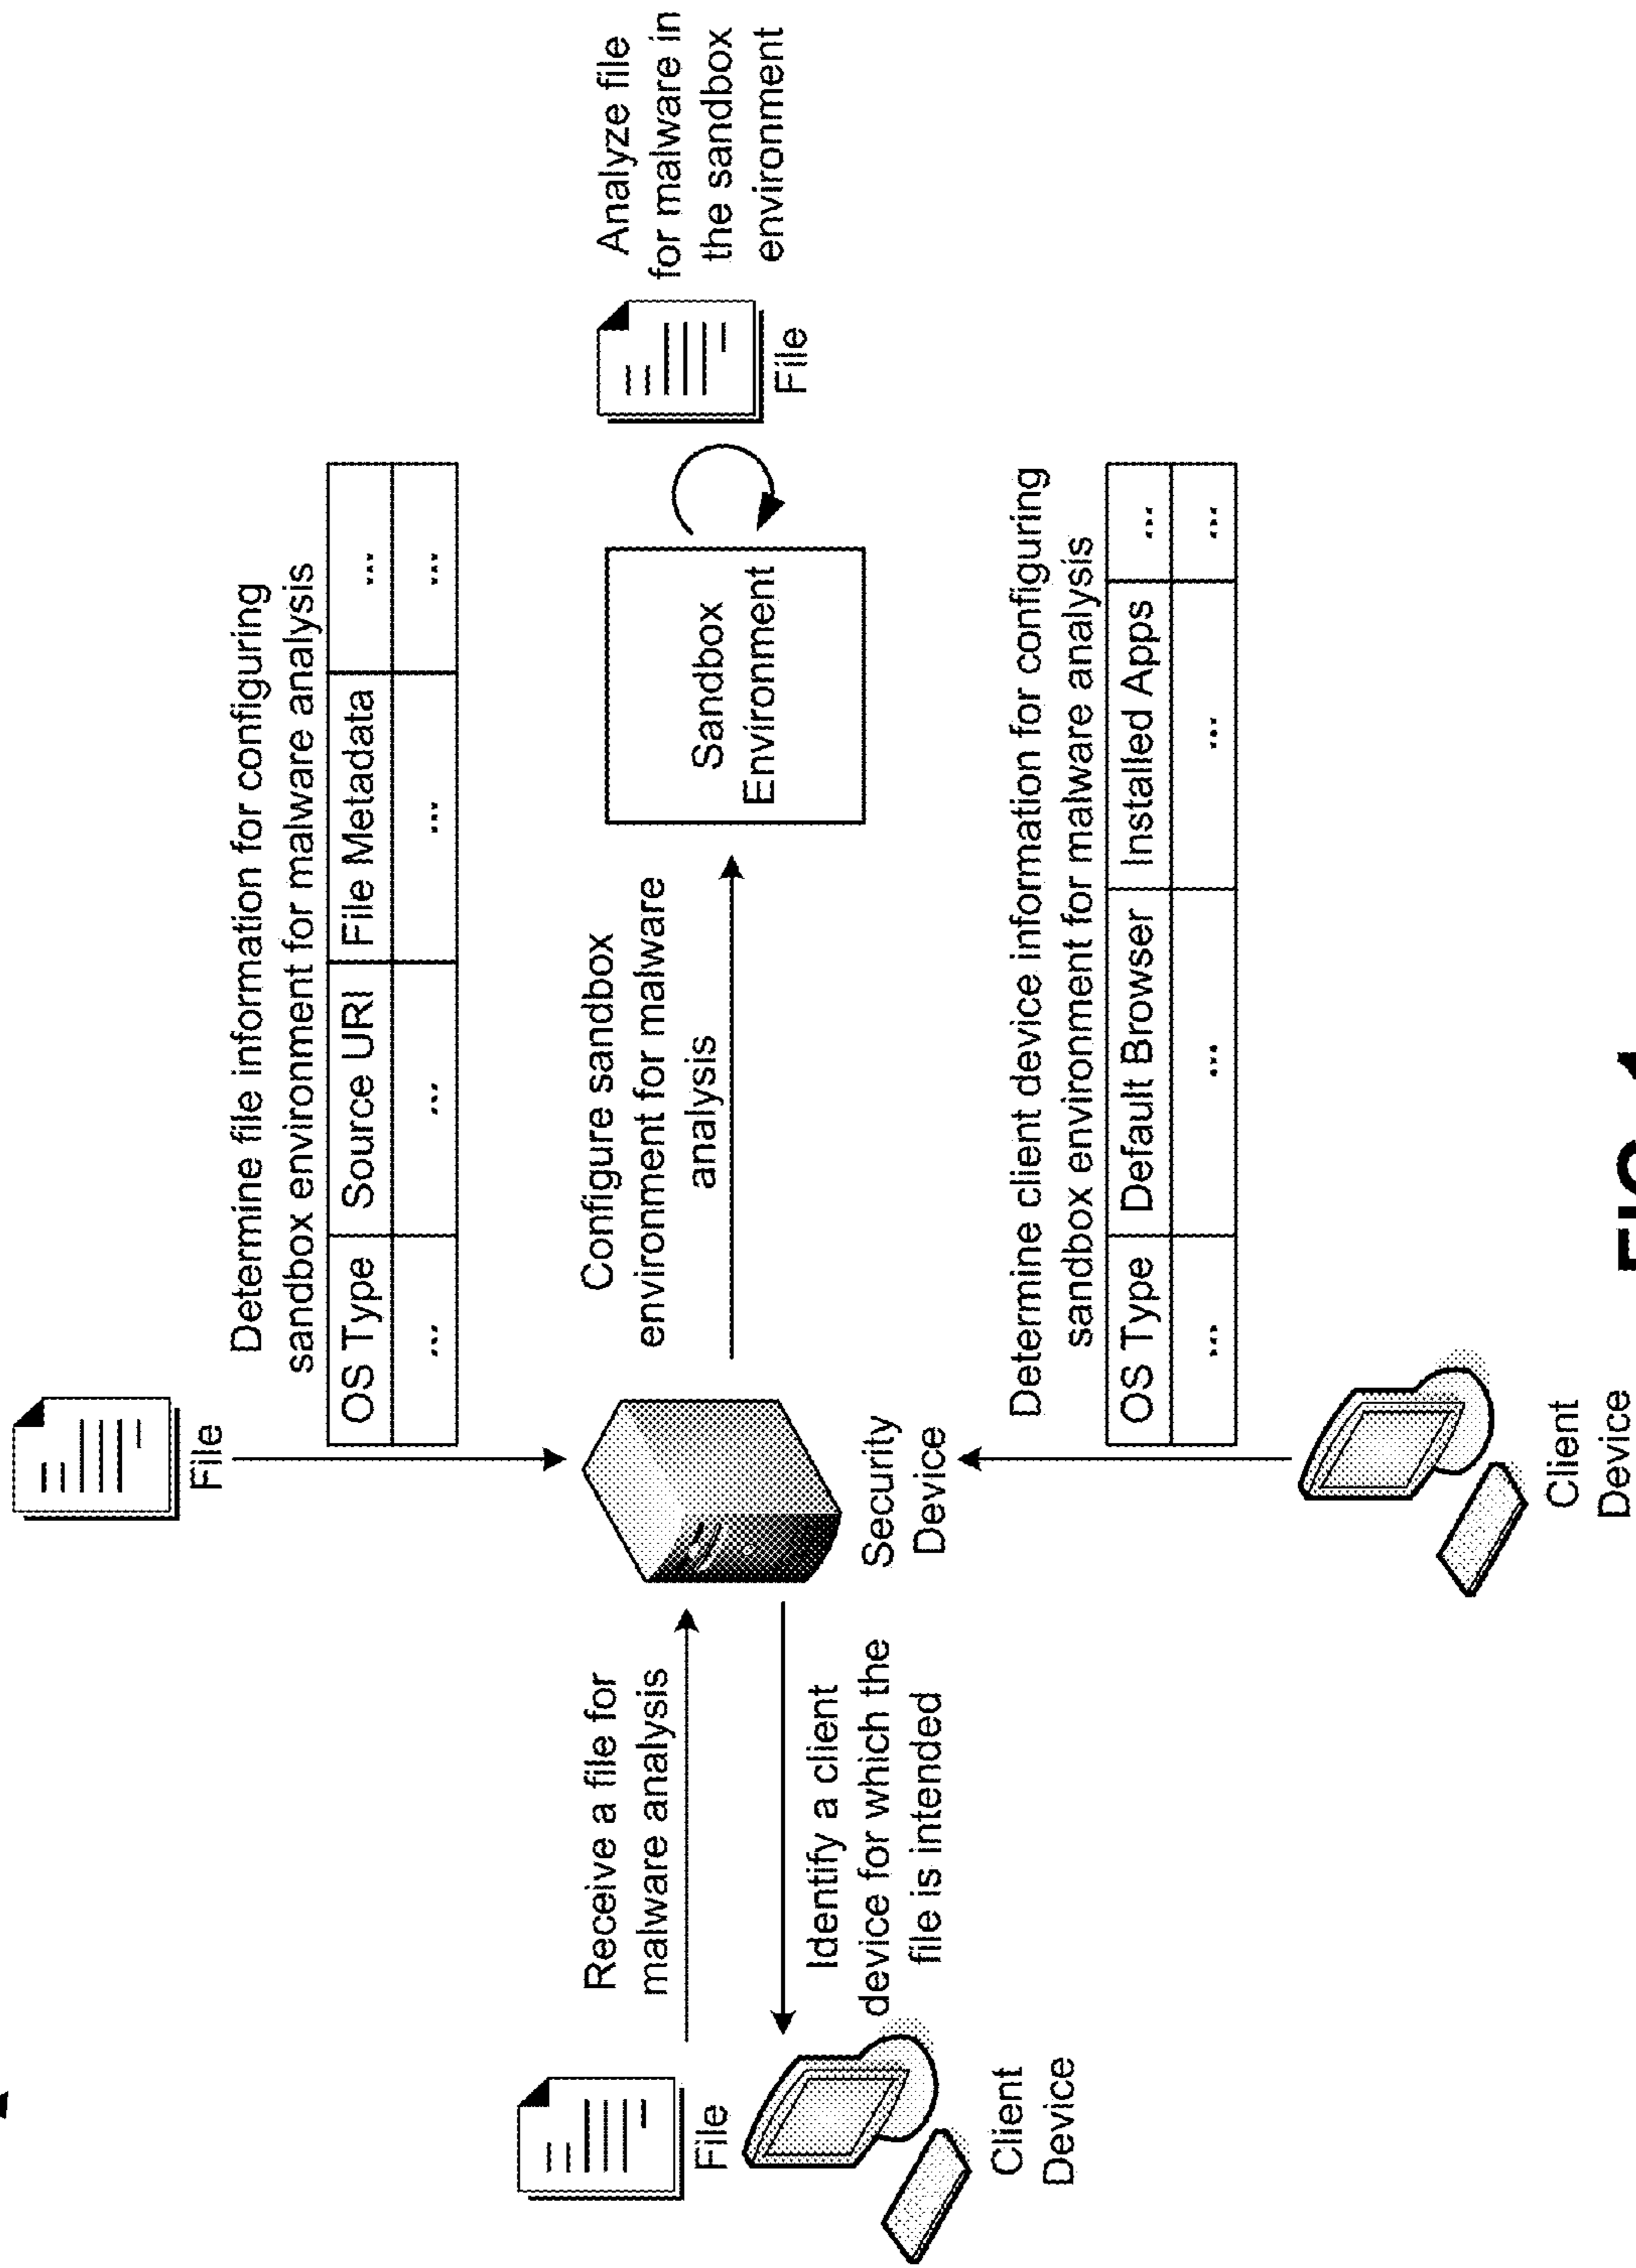 File
Determine file information for configuring
sandbox environment for malware analysis
OS Type Source URI File Metadata ...
... ... ... ...
Receive a file for
malware analysis
File
Identify a client
device for which the
file is intended
Client
Device
Security
Device
Configure sandbox
environment for malware
analysis
Sandbox
Environment
File
Analyze file
for malware in
the sandbox
environment
Determine client device information for configuring
sandbox environment for malware analysis
OS Type Default Browser Installed Apps ...
... ... ... ...
Client
Device